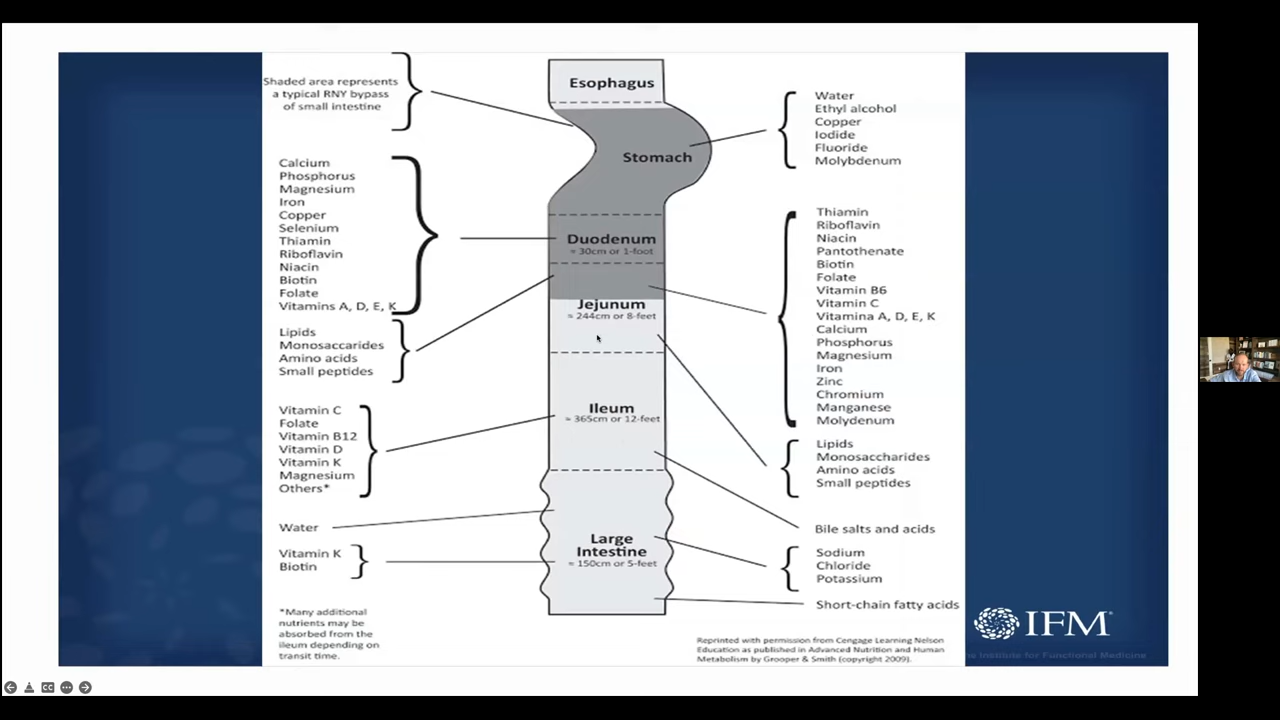 Shaded area represents
a typical RNY bypass
of small intestine
Calcium
Phosphorus
Magnesium
Iron
Copper
Selenium
Thiamin
Riboflavin
Niacin
Biotin
Folate
Vitamins A, D, E, K
Lipids
Monosaccarides
Amino acids
Small peptides
Vitamin C
Folate
Vitamin B12
Vitamin D
Vitamin K
Magnesium
Others*
Water
Vitamin K
Biotin
*Many additional
nutrients may be
absorbed from the
ileum depending on
transit time.
Esophagus
Stomach
Duodenum
≈ 30cm or 1-foot
Jejunum
≈ 244cm or 8-feet
Ileum
≈ 365cm or 12-feet
Large
Intestine
≈ 150cm or 5-feet
Water
Ethyl alcohol
Copper
Iodide
Fluoride
Molybdenum
Thiamin
Riboflavin
Niacin
Pantothenate
Biotin
Folate
Vitamin B6
Vitamin C
Vitamina A, D, E, K
Calcium
Phosphorus
Magnesium
Iron
Zinc
Chromium
Manganese
Molydenum
Lipids
Monosaccharides
Amino acids
Small peptides
Bile salts and acids
Sodium
Chloride
Potassium
Short-chain fatty acids
Reprinted with permission from Cengage Learning Nelson
Education as published in Advanced Nutrition and Human
Metabolism by Grooper & Smith (copyright 2009).
IFM
The Institute for Functional Medicine
CC